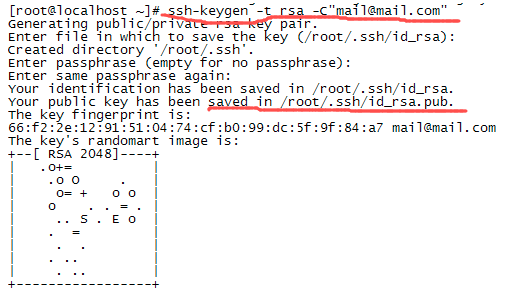 [root@localhost ~]# ssh-keygen -t rsa -C"mail@mail.com"
Generating public/private rsa key pair.
Enter file in which to save the key (/root/.ssh/id_rsa):
Created directory '/root/.ssh'.
Enter passphrase (empty for no passphrase):
Enter same passphrase again:
Your identification has been saved in /root/.ssh/id_rsa.
Your public key has been saved in /root/.ssh/id_rsa.pub.
The key fingerprint is:
66:f2:2e:12:91:51:04:74:cf:b0:99:dc:5f:9f:84:a7 mail@mail.com
The key's randomart image is:
+--[ RSA 2048]----+
|    .o+=         |
|    .o o     .   |
|     o= +   o o  |
|    o    . . = . |
|     .. S . E o  |
|    .  =         |
|     .  .        |
|    . ..         |
|     . ..        |
+-----------------+